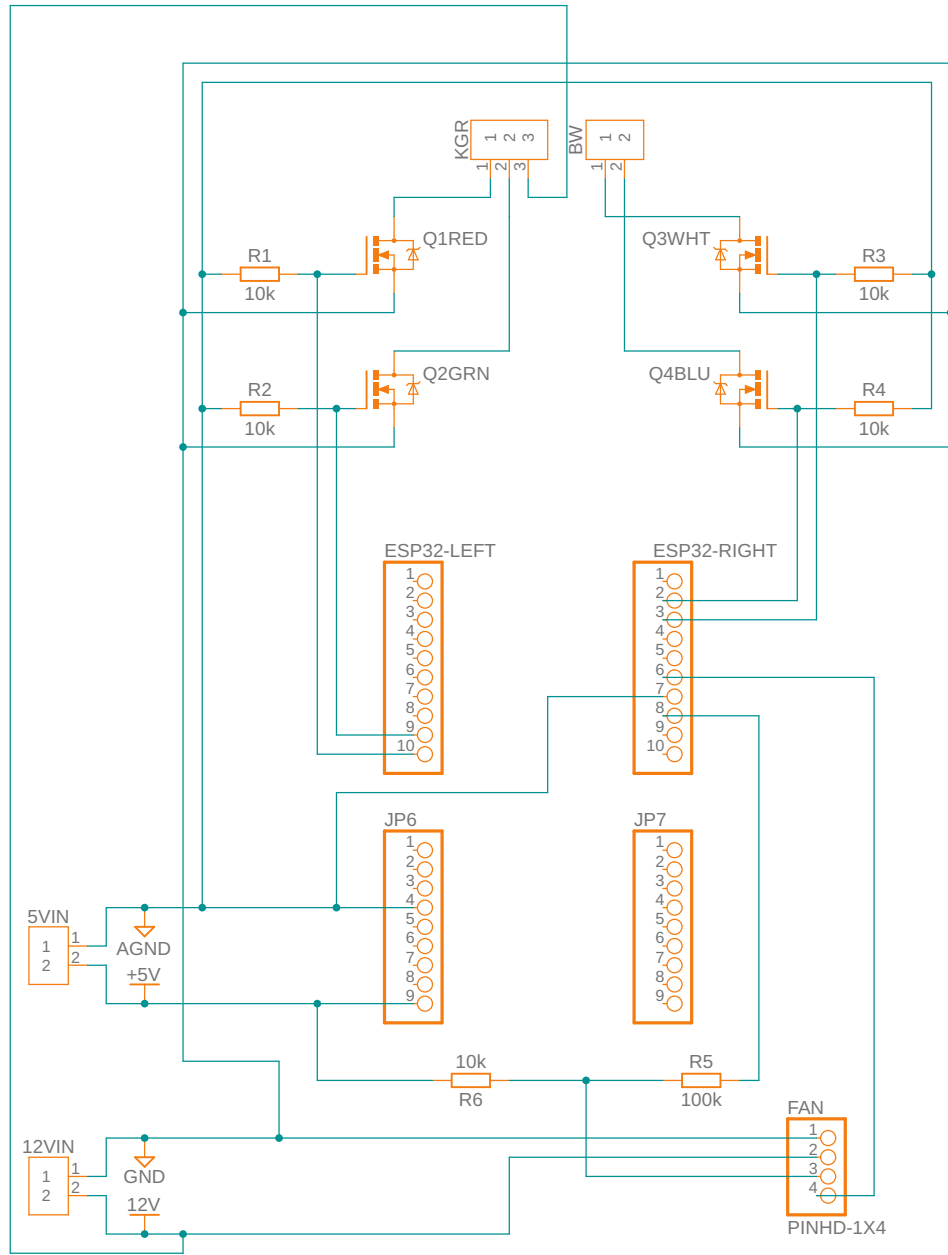 KGR
1 2 3
1 2 3
BW
1 2
1 2
Q1RED
Q3WHT
R1
10k
R3
10k
Q2GRN
Q4BLU
R2
10k
R4
10k
ESP32-LEFT
1
2
3
4
5
6
7
8
9
10
ESP32-RIGHT
1
2
3
4
5
6
7
8
9
10
JP6
1
2
3
4
5
6
7
8
9
JP7
1
2
3
4
5
6
7
8
9
5VIN
1 1
2 2
AGND
+5V
10k
R6
R5
100k
12VIN
1 1
2 2
GND
12V
FAN
1
2
3
4
PINHD-1X4